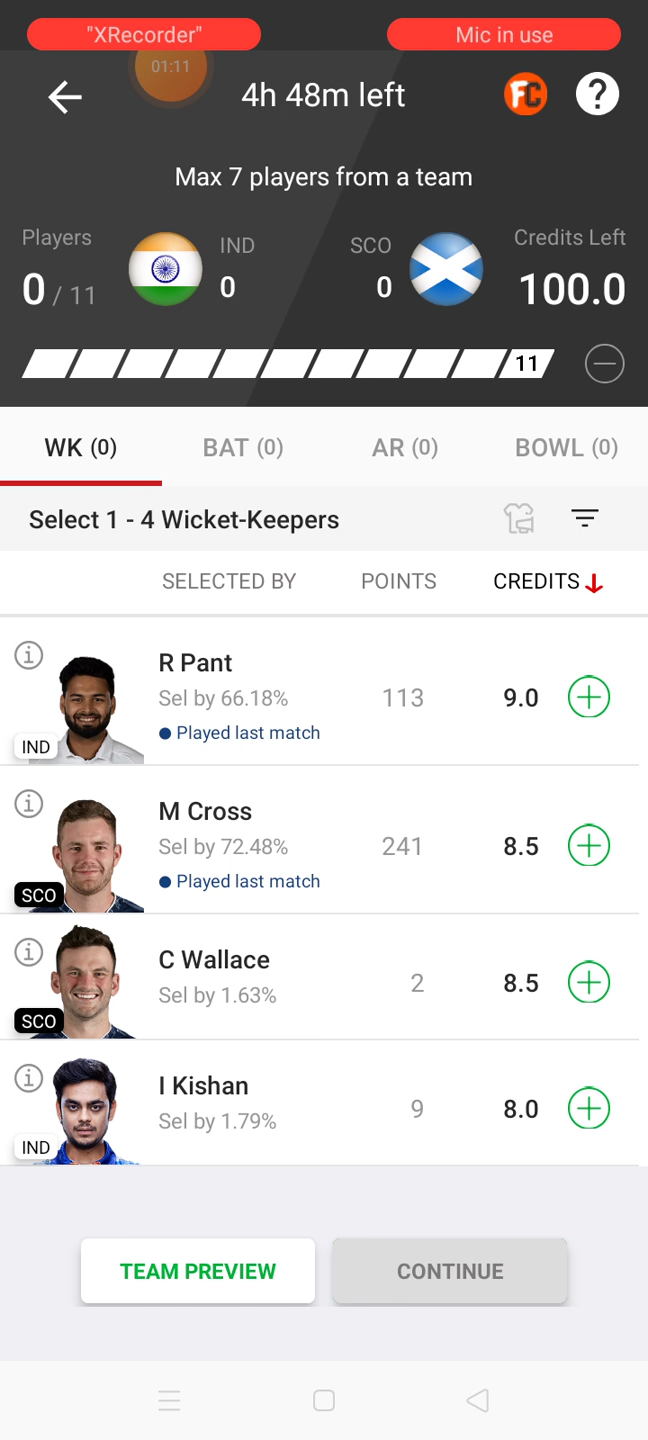 "XRecorder"
Mic in use
01:11
4h 48m left
FC
?
Max 7 players from a team
Players
IND
SCO
Credits Left
0 / 11
0
0
100.0
11
WK (0)
BAT (0)
AR (0)
BOWL (0)
Select 1 - 4 Wicket-Keepers
SELECTED BY
POINTS
CREDITS
R Pant
Sel by 66.18%
113
9.0
Played last match
IND
M Cross
Sel by 72.48%
241
8.5
Played last match
SCO
C Wallace
Sel by 1.63%
2
8.5
SCO
I Kishan
Sel by 1.79%
9
8.0
IND
TEAM PREVIEW
CONTINUE